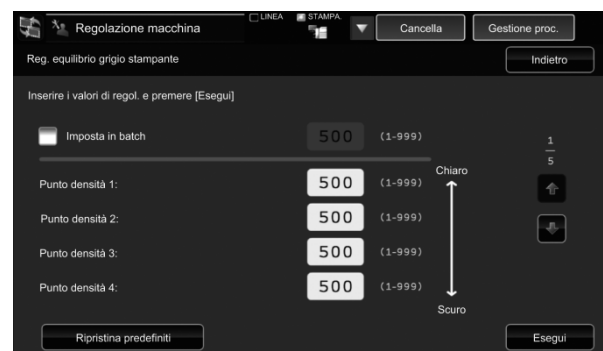 Regolazione macchina
LINEA
STAMPA.
Cancella
Gestione proc.
Reg. equilibrio grigio stampante
Indietro
Inserire i valori di regol. e premere [Esegui]
Imposta in batch
500
(1-999)
1
5
Chiaro
Punto densità 1:
500
(1-999)
Punto densità 2:
500
(1-999)
Punto densità 3:
500
(1-999)
Punto densità 4:
500
(1-999)
Scuro
Ripristina predefiniti
Esegui